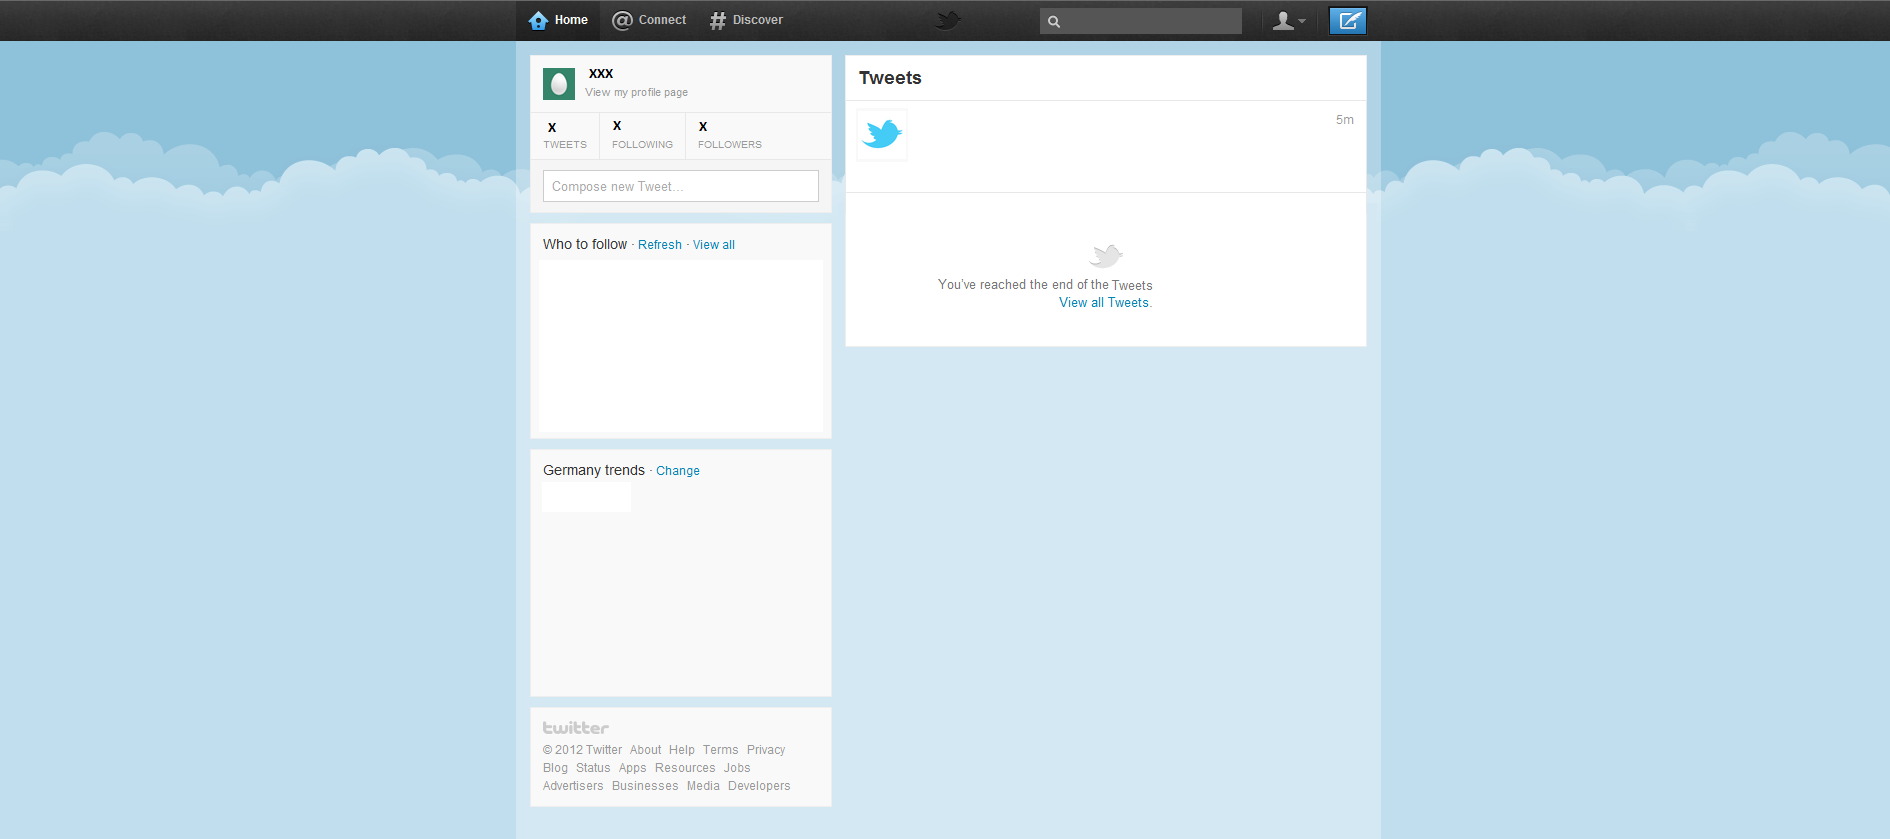 Home Connect Discover
XXX
View my profile page
X X X
TWEETS FOLLOWING FOLLOWERS
Compose new Tweet...
Who to follow · Refresh · View all
Germany trends · Change
twitter
© 2012 Twitter About Help Terms Privacy
Blog Status Apps Resources Jobs
Advertisers Businesses Media Developers
Tweets
5m
You've reached the end of the Tweets
View all Tweets.